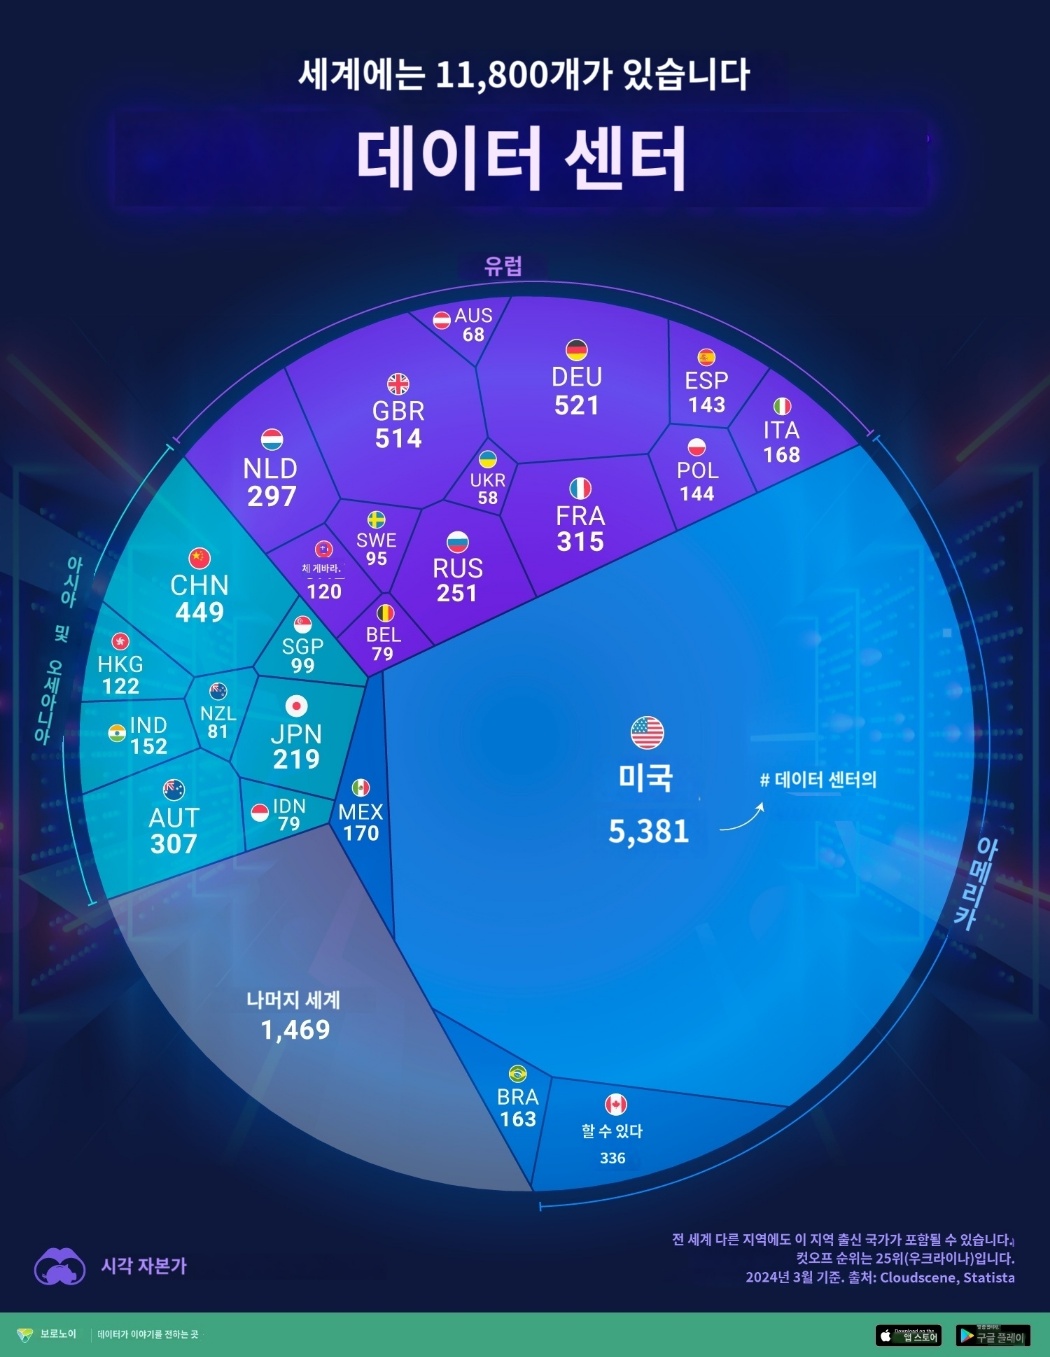 세계에는 11,800개가 있습니다
데이터 센터
유럽
AUS
68
GBR
514
DEU
521
ESP
143
ITA
168
NLD
297
UKR
58
POL
144
FRA
315
SWE
95
RUS
251
체 게바라.
120
BEL
79
아시아 및 오세아니아
CHN
449
SGP
99
HKG
122
NZL
81
IND
152
JPN
219
AUT
307
IDN
79
MEX
170
미국
5,381
# 데이터 센터의
아메리카
나머지 세계
1,469
BRA
163
할 수 있다
336
전 세계 다른 지역에도 이 지역 출신 국가가 포함될 수 있습니다.
컷오프 순위는 25위(우크라이나)입니다.
2024년 3월 기준. 출처: Cloudscene, Statista
시각 자본가
보로노이
데이터가 이야기를 전하는 곳
Download on the
앱 스토어
구글 플레이